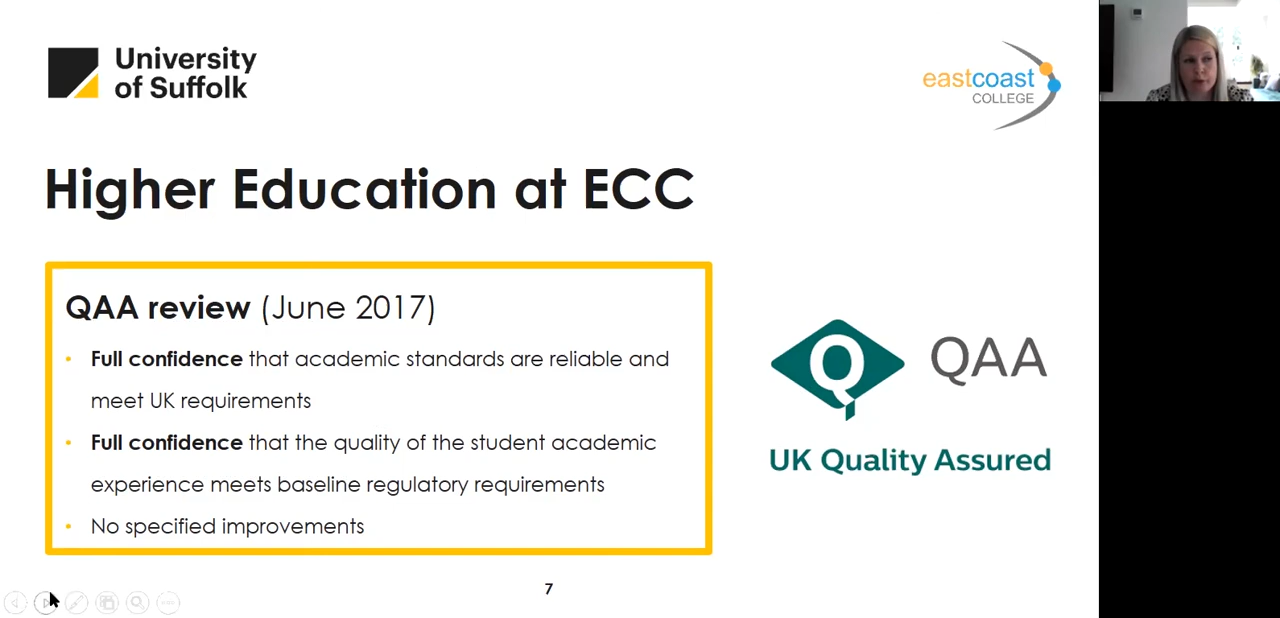 University
of Suffolk
eastcoast
COLLEGE
Higher Education at ECC
QAA review (June 2017)
• Full confidence that academic standards are reliable and
meet UK requirements
• Full confidence that the quality of the student academic
experience meets baseline regulatory requirements
• No specified improvements
QAA
UK Quality Assured
7